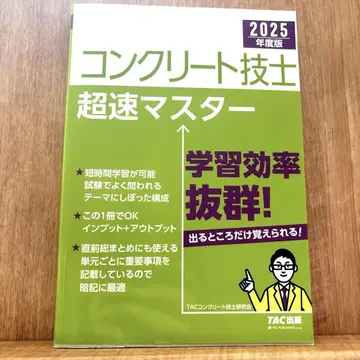 2025
年度版
コンクリート技士
超速マスター
学習効率
抜群!
出るところだけ覚えられる!
★短時間学習が可能
試験でよく問われる
テーマにしぼった構成
★この1冊でOK
インプット+アウトプット
★直前総まとめにも使える
単元ごとに重要事項を
記載しているので
暗記に最適
TACコンクリート技士研究会
TAC出版